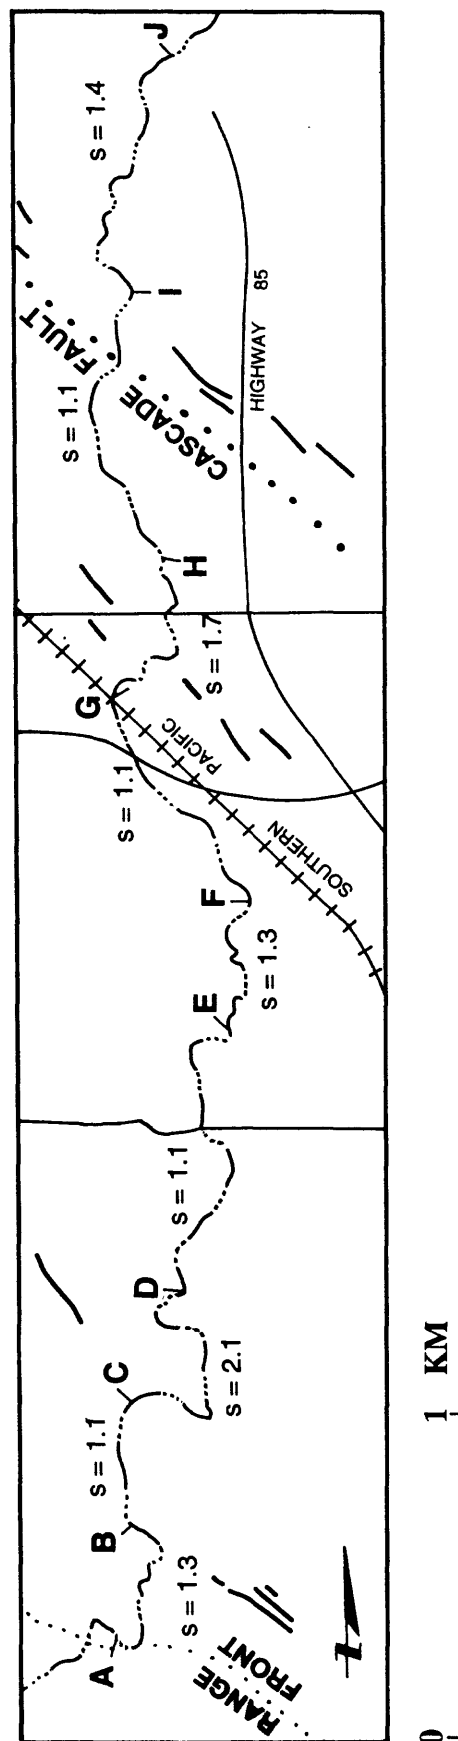 A
s = 1.3
B
s = 1.1
C
s = 2.1
D
s = 1.1
E
s = 1.3
F
s = 1.1
G
s = 1.7
H
s = 1.1
I
s = 1.4
J
RANGE
FRONT
SOUTHERN
PACIFIC
CASCADE
FAULT
HIGHWAY 85
0
1 KM